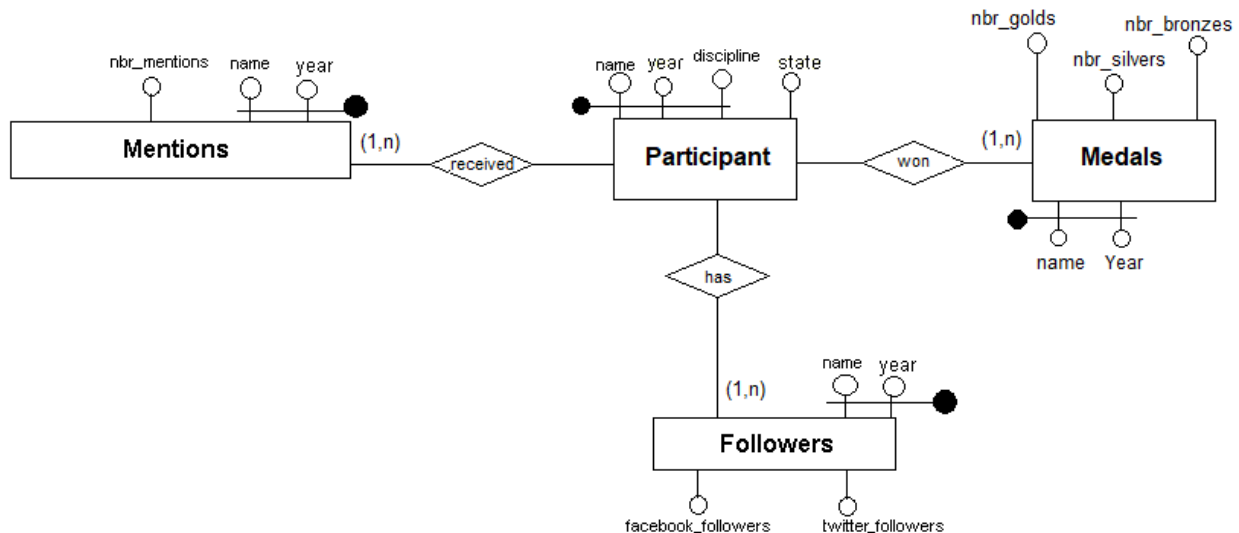 nbr_golds
nbr_bronzes
nbr_silvers
nbr_mentions
name
year
name
year
discipline
state
Mentions
(1,n)
received
Participant
won
(1,n)
Medals
name
Year
has
(1,n)
name
year
Followers
facebook_followers
twitter_followers